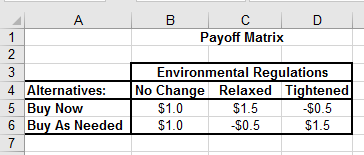 A B C D
1 Payoff Matrix
2
3 Environmental Regulations
4 Alternatives: No Change Relaxed Tightened
5 Buy Now $1.0 $1.5 -$0.5
6 Buy As Needed $1.0 -$0.5 $1.5
7